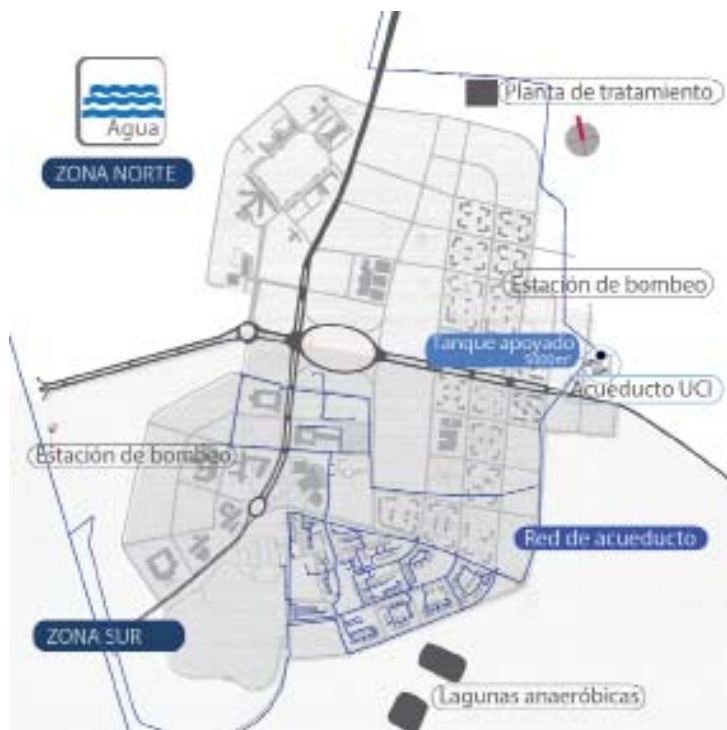 Planta de tratamiento
Agua
ZONA NORTE
Estación de bombeo
Tanque apoyado
5000m³
Acueducto UCI
Estación de bombeo
Red de acueducto
ZONA SUR
Lagunas anaeróbicas